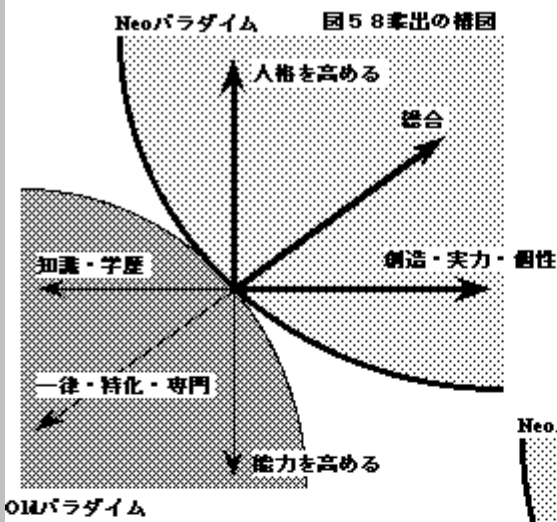 Neoパラダイム
図58輩出の構図
人格を高める
総合
知識・学歴
創造・実力・個性
一律・特化・専門
Neo
能力を高める
Oldパラダイム